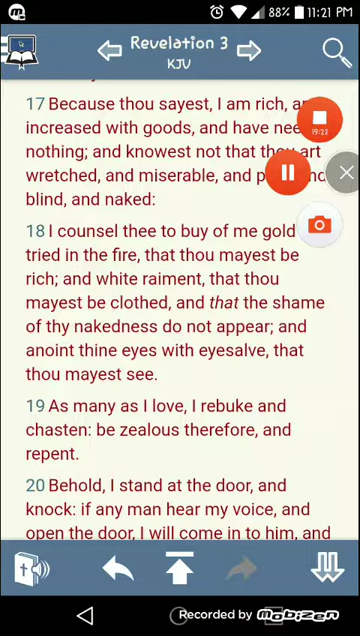 88% 11:21 PM
Revelation 3
KJV
17 Because thou sayest, I am rich,
increased with goods, and have
nothing; and knowest not that thou art
wretched, and miserable, and
blind, and naked:
18 I counsel thee to buy of me gold
tried in the fire, that thou mayest be
rich; and white raiment, that thou
mayest be clothed, and that the shame
of thy nakedness do not appear; and
anoint thine eyes with eyesalve, that
thou mayest see.
19 As many as I love, I rebuke and
chasten: be zealous therefore, and
repent.
20 Behold, I stand at the door, and
knock: if any man hear my voice, and
open the door, I will come in to him, and
19:22
Recorded by mobizen